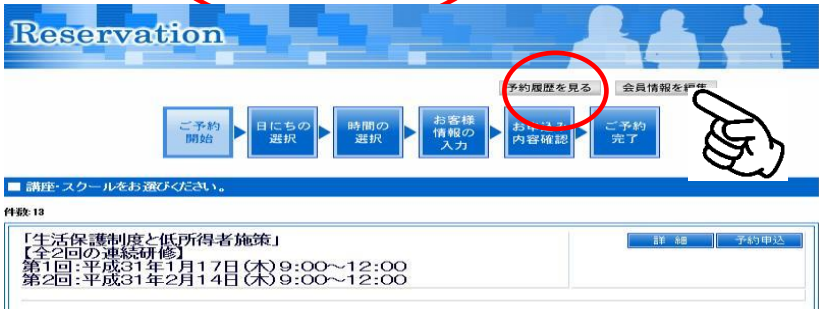 Reservation
予約履歴を見る 会員情報を編集
ご予約
開始
日にちの
選択
時間の
選択
お客様
情報の
入力
お申込み
内容確認
ご予約
完了
■ 講座・スクールをお選びください。
件数: 13
「生活保護制度と低所得者施策」
【全2回の連続研修】
第1回:平成31年1月17日(木)9:00~12:00
第2回:平成31年2月14日(木)9:00~12:00
詳 細 予約申込